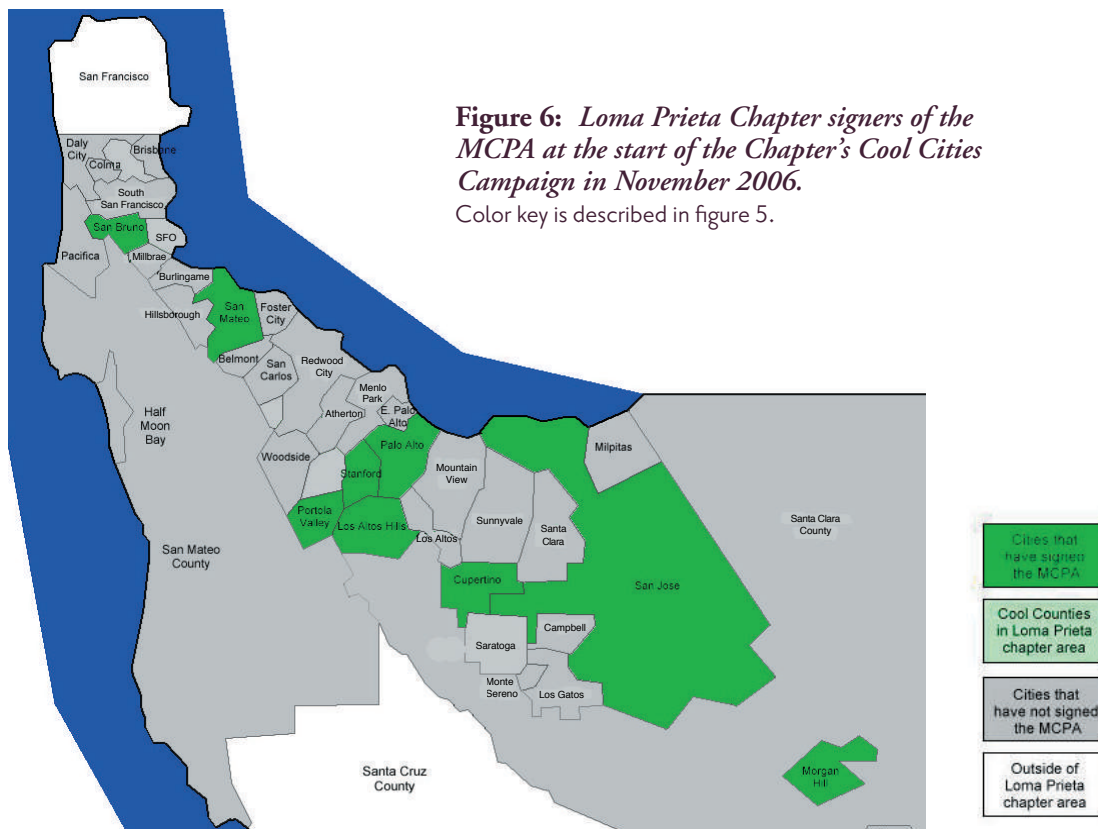 San Francisco
Figure 6: Loma Prieta Chapter signers of the
MCPA at the start of the Chapter's Cool Cities
Campaign in November 2006.
Color key is described in figure 5.
Daly
City
Colma
Brisbane
South
San Francisco
San Bruno
SFO
Pacifica
Millbrae
Burlingame
Hillsborough
San
Mateo
Foster
City
Belmont
San
Carlos
Redwood
City
Menlo
Park
Atherton
E. Palo
Alto
Half
Moon
Bay
Woodside
Palo Alto
Stanford
Mountain
View
Milpitas
Portola
Valley
Los Altos Hills
Los Altos
Sunnyvale
Santa
Clara
Santa Clara
County
San Mateo
County
Cupertino
San Jose
Campbell
Saratoga
Monte
Sereno
Los Gatos
Santa Cruz
County
Morgan
Hill
Cities that
have signed
the MCPA
Cool Counties
in Loma Prieta
chapter area
Cities that
have not signed
the MCPA
Outside of
Loma Prieta
chapter area